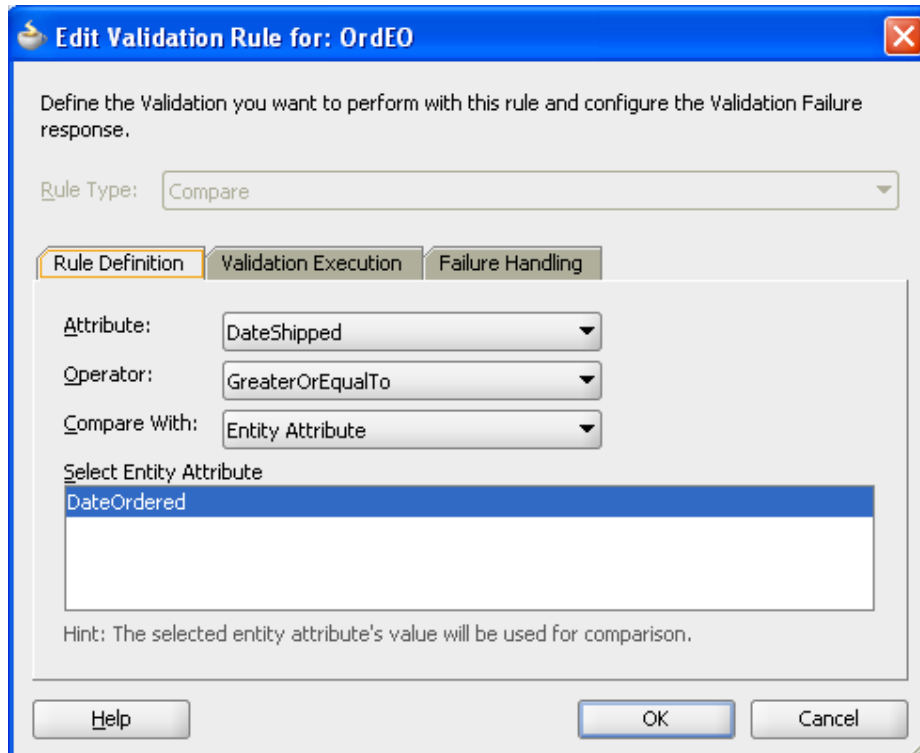 Edit Validation Rule for: OrdEO
Define the Validation you want to perform with this rule and configure the Validation Failure
response.
Rule Type: Compare
Rule Definition Validation Execution Failure Handling
Attribute: DateShipped
Operator: GreaterOrEqualTo
Compare With: Entity Attribute
Select Entity Attribute
DateOrdered
Hint: The selected entity attribute's value will be used for comparison.
Help OK Cancel